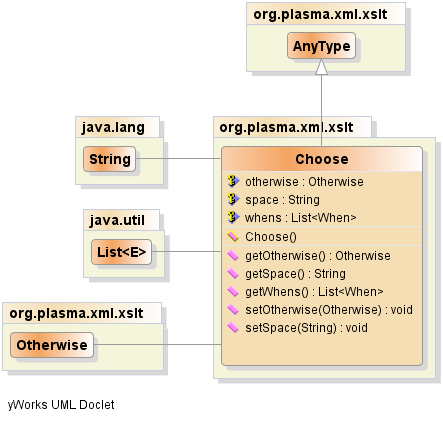 org.plasma.xml.xslt
AnyType
java.lang
String
org.plasma.xml.xslt
Choose
otherwise : Otherwise
space : String
whens : List<When>
Choose()
getOtherwise() : Otherwise
getSpace() : String
getWhens() : List<When>
setOtherwise(Otherwise) : void
setSpace(String) : void
java.util
List<E>
org.plasma.xml.xslt
Otherwise
yWorks UML Doclet